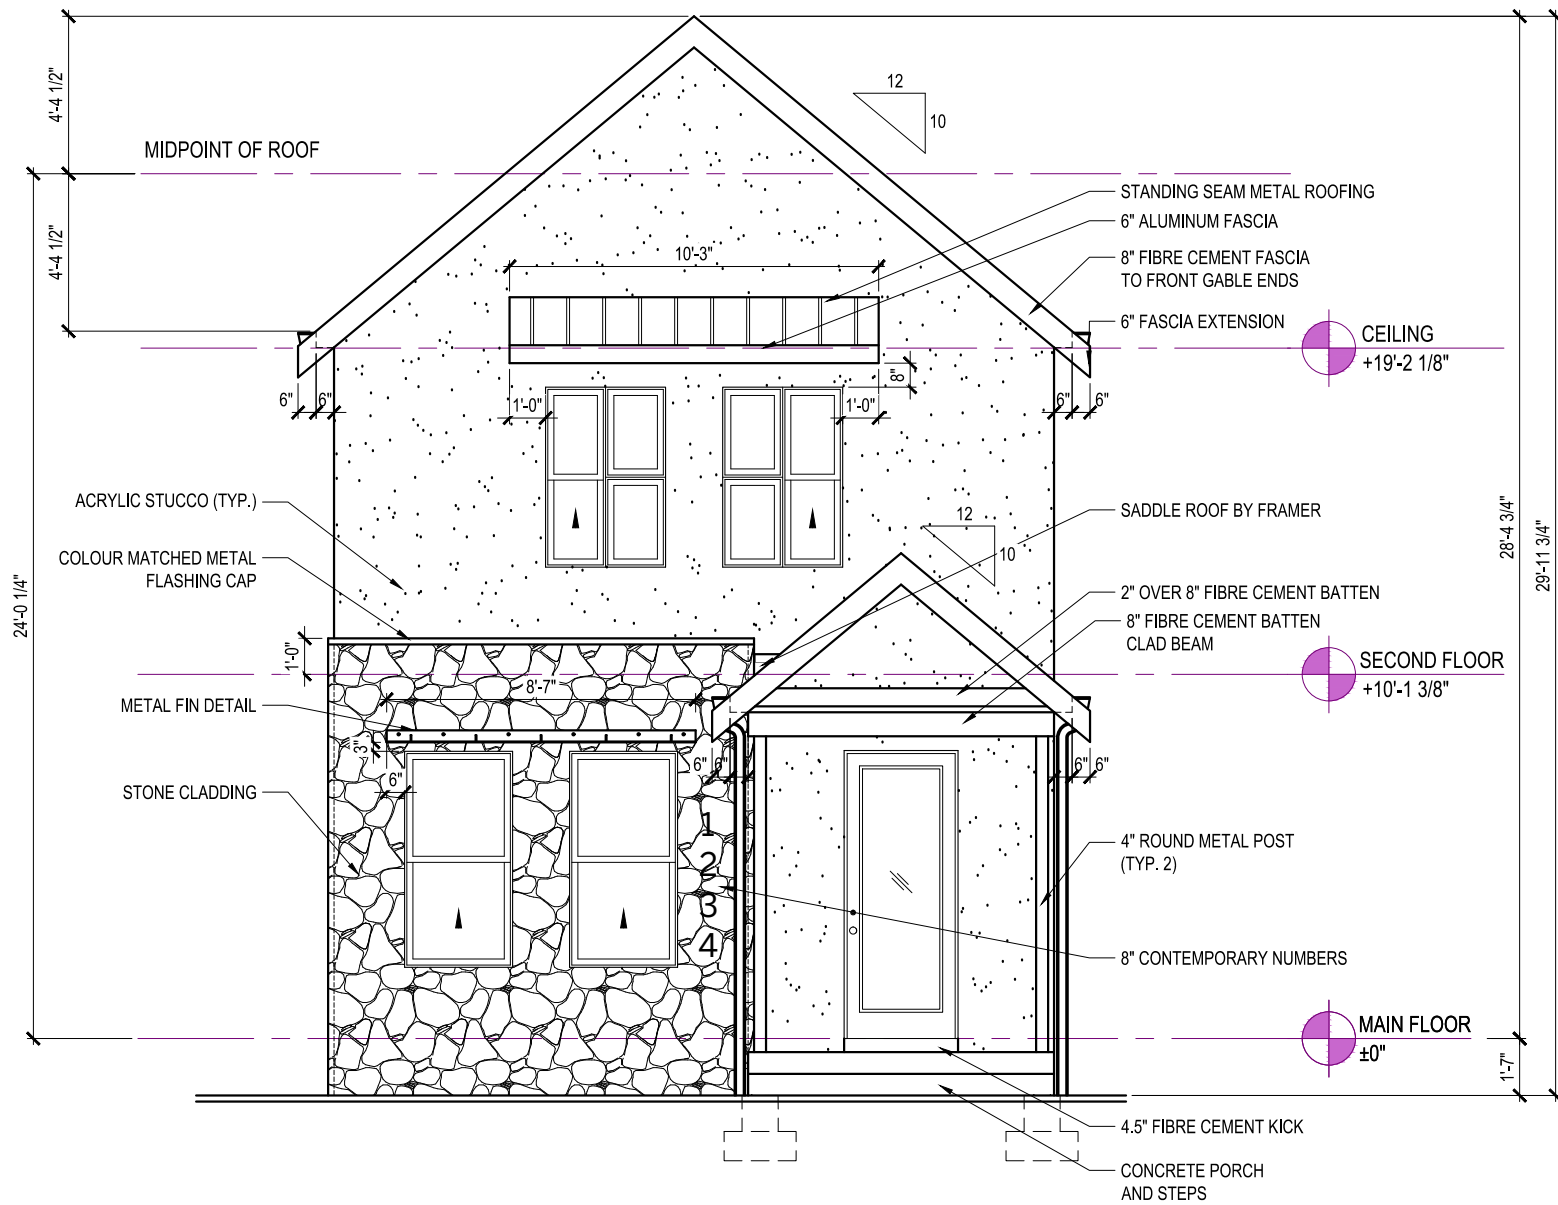 12
10
4'-4 1/2"
MIDPOINT OF ROOF
STANDING SEAM METAL ROOFING
6" ALUMINUM FASCIA
4'-4 1/2"
10'-3"
8" FIBRE CEMENT FASCIA
TO FRONT GABLE ENDS
6" FASCIA EXTENSION
CEILING
+19'-2 1/8"
8"
6"
6"
1'-0"
1'-0"
6"
6"
ACRYLIC STUCCO (TYP.)
12
SADDLE ROOF BY FRAMER
28'-4 3/4"
29'-11 3/4"
COLOUR MATCHED METAL
FLASHING CAP
10
24'-0 1/4"
2" OVER 8" FIBRE CEMENT BATTEN
8" FIBRE CEMENT BATTEN
CLAD BEAM
1'-0"
SECOND FLOOR
+10'-1 3/8"
8'-7"
METAL FIN DETAIL
3"
6"
6"
6"
6"
6"
STONE CLADDING
1
2
3
4
4" ROUND METAL POST
(TYP. 2)
8" CONTEMPORARY NUMBERS
MAIN FLOOR
±0"
1'-7"
4.5" FIBRE CEMENT KICK
CONCRETE PORCH
AND STEPS